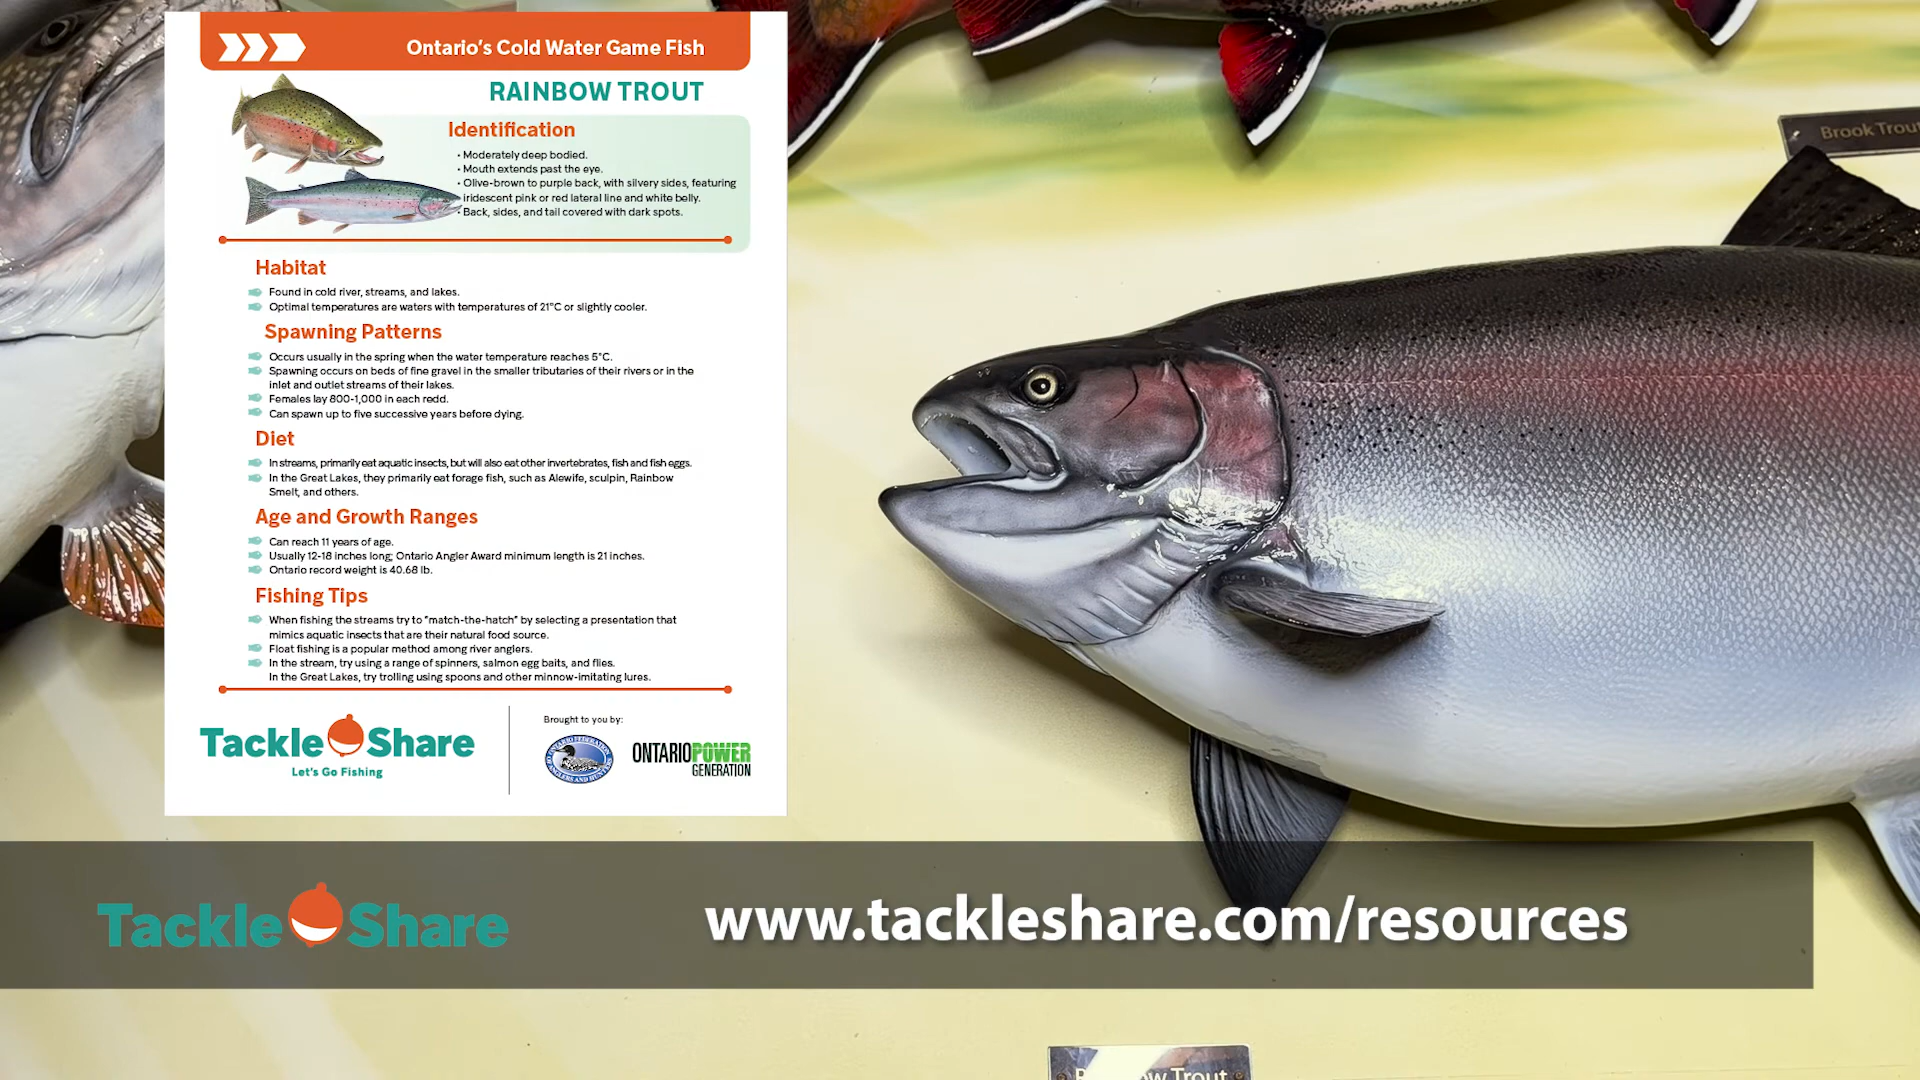 Ontario's Cold Water Game Fish
RAINBOW TROUT
Identification
• Moderately deep bodied.
• Mouth extends past the eye.
• Olive-brown to purple back, with silvery sides, featuring
iridescent pink or red lateral line and white belly.
• Back, sides, and tail covered with dark spots.
Habitat
Found in cold river, streams, and lakes.
Optimal temperatures are waters with temperatures of 21°C or slightly cooler.
Spawning Patterns
Occurs usually in the spring when the water temperature reaches 5°C.
Spawning occurs on beds of fine gravel in the smaller tributaries of their rivers or in the
inlet and outlet streams of their lakes.
Females lay 800-1,000 in each redd.
Can spawn up to five successive years before dying.
Diet
In streams, primarily eat aquatic insects, but will also eat other invertebrates, fish and fish eggs.
In the Great Lakes, they primarily eat forage fish, such as Alewife, sculpin, Rainbow
Smelt, and others.
Age and Growth Ranges
Can reach 11 years of age.
Usually 12-18 inches long; Ontario Angler Award minimum length is 21 inches.
Ontario record weight is 40.68 lb.
Fishing Tips
When fishing the streams try to "match-the-hatch" by selecting a presentation that
mimics aquatic insects that are their natural food source.
Float fishing is a popular method among river anglers.
In the stream, try using a range of spinners, salmon egg baits, and flies.
In the Great Lakes, try trolling using spoons and other minnow-imitating lures.
Tackle Share
Let's Go Fishing
Brought to you by:
ONTARIO FEDERATION
OF ANGLERS AND HUNTERS
ONTARIOPOWER
GENERATION
Brook Trout
Tackle Share
www.tackleshare.com/resources
Trout